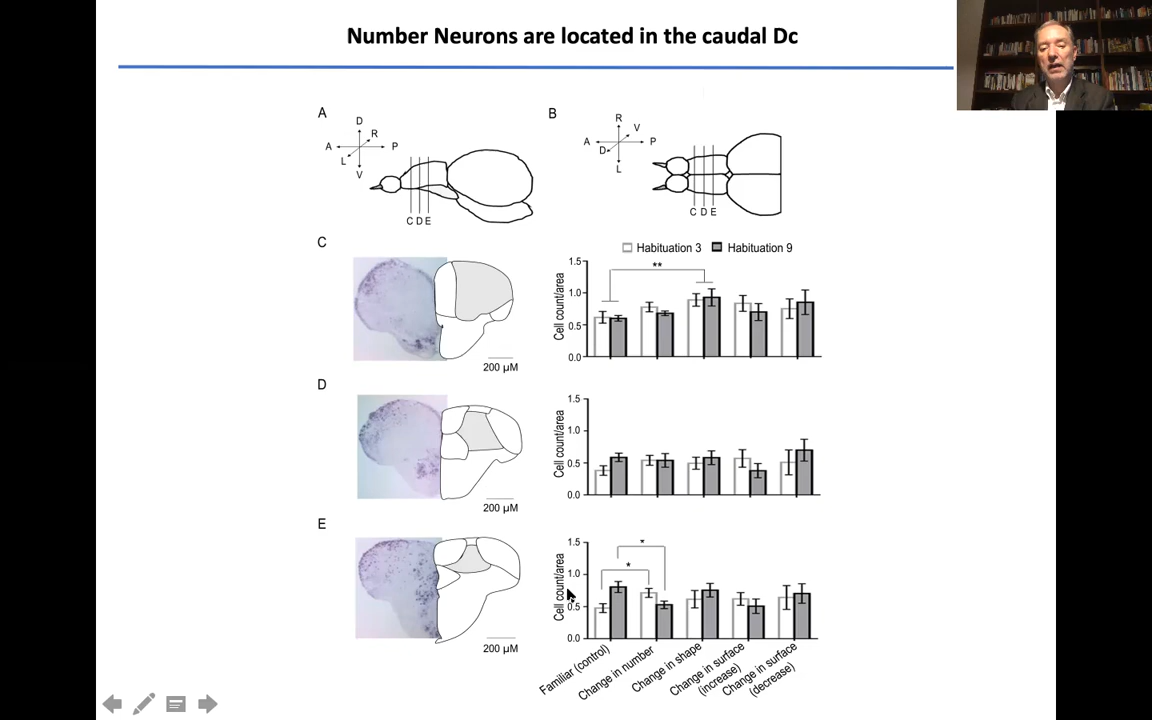 Number Neurons are located in the caudal Dc
A
D
R
A
P
L
V
C D E
B
R
V
A
P
D
L
C D E
C
200 µM
Habituation 3
Habituation 9
Cell count/area
1.5
1.0
0.5
0.0
**
D
200 µM
Cell count/area
1.5
1.0
0.5
0.0
E
200 µM
Cell count/area
1.5
1.0
0.5
0.0
*
*
Familiar (control)
Change in number
Change in shape
Change in surface
(increase)
Change in surface
(decrease)